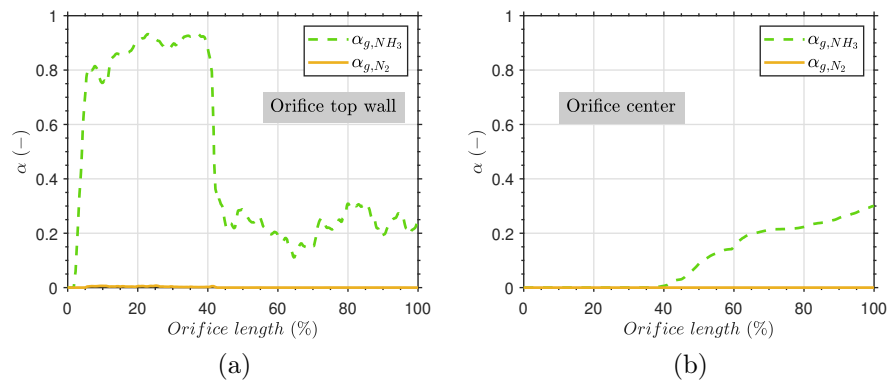 1
0.8
0.6
0.4
0.2
0
α (−)
α_{g,NH_3}
α_{g,N_2}
Orifice top wall
0 20 40 60 80 100
Orifice length (%)
(a)
1
0.8
0.6
0.4
0.2
0
α (−)
α_{g,NH_3}
α_{g,N_2}
Orifice center
0 20 40 60 80 100
Orifice length (%)
(b)